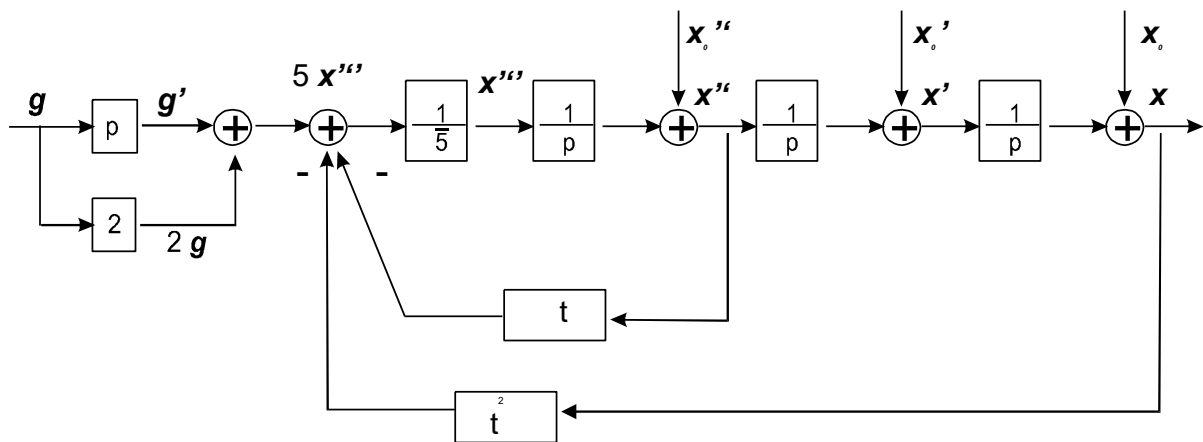 x₀’‘ x₀’ x₀
5 x’‘’ x’‘’ x’‘ x’ x
g g’
p + + 1/5 1/p + 1/p + 1/p +
- -
2
2 g
t
t²